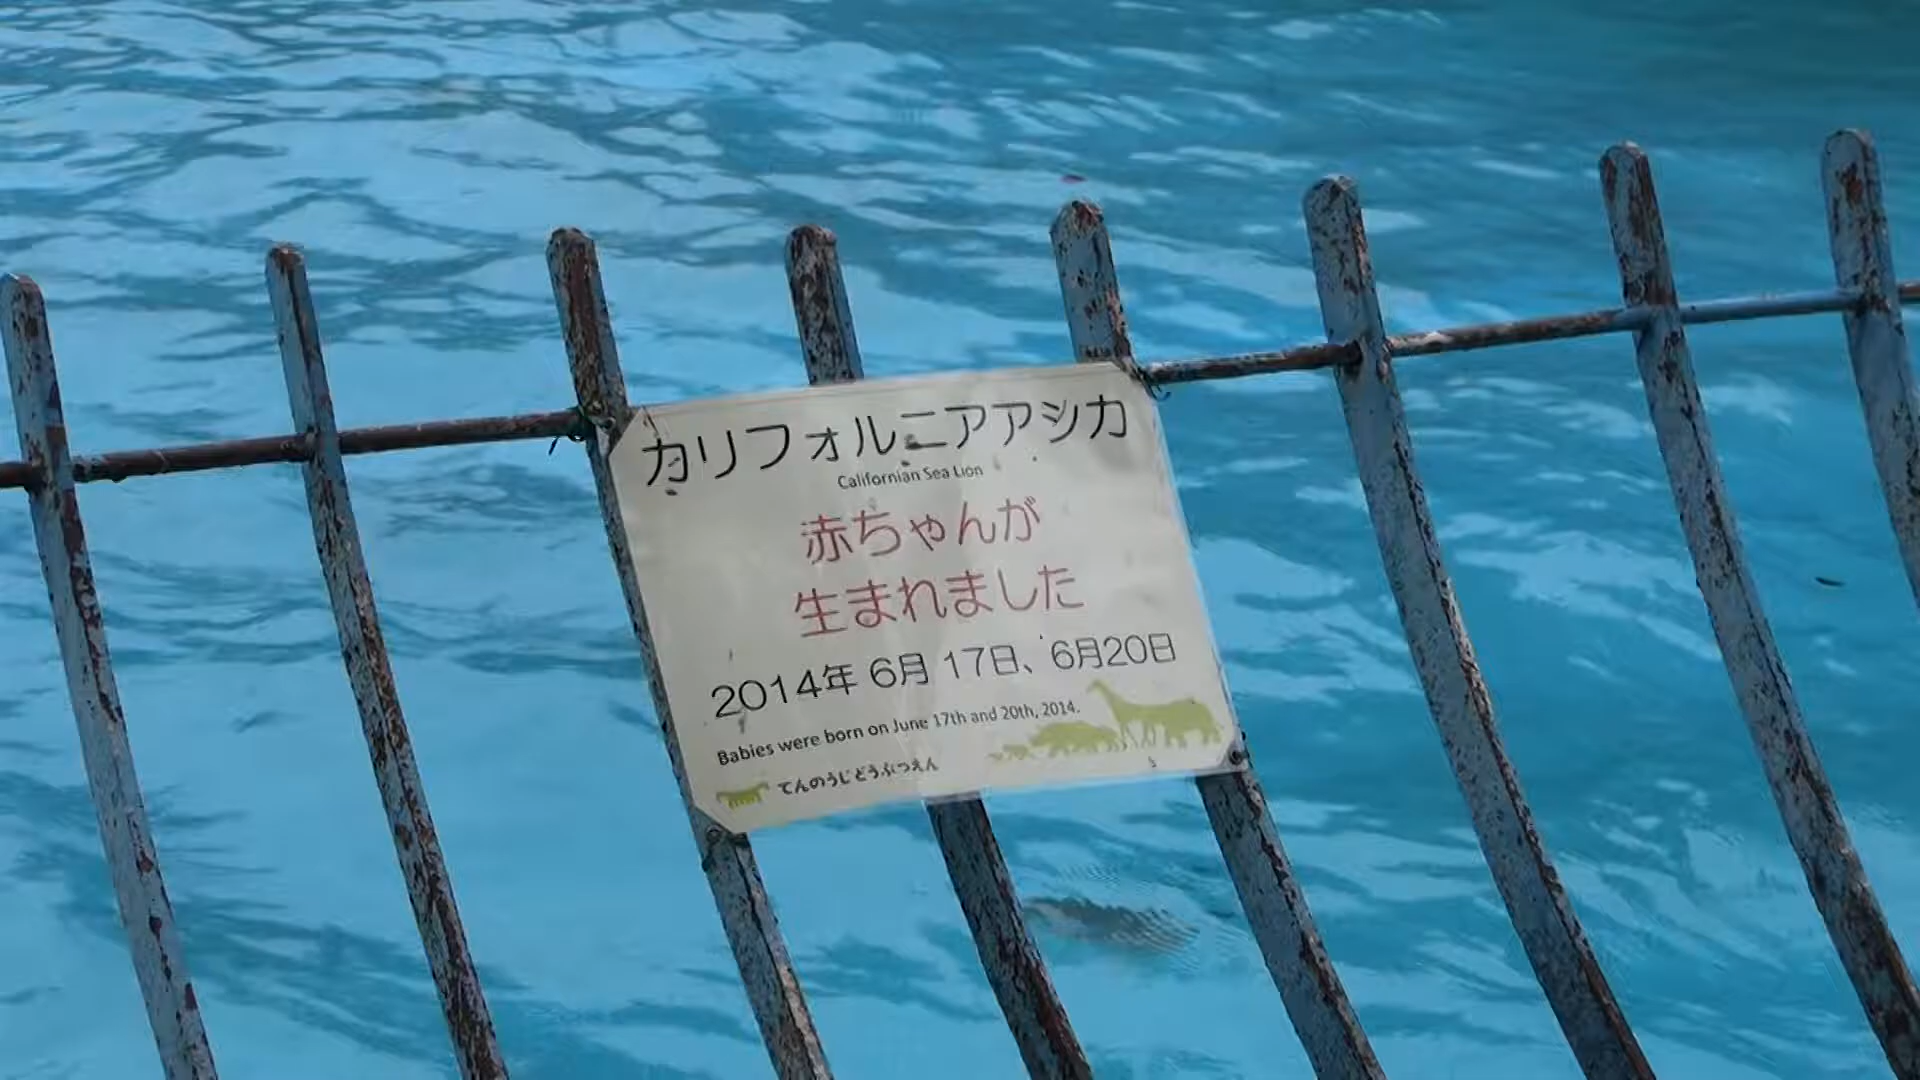 カリフォルニアアシカ
Californian Sea Lion
赤ちゃんが
生まれました
2014年 6月 17日、6月20日
Babies were born on June 17th and 20th, 2014.
てんのうじどうぶつえん